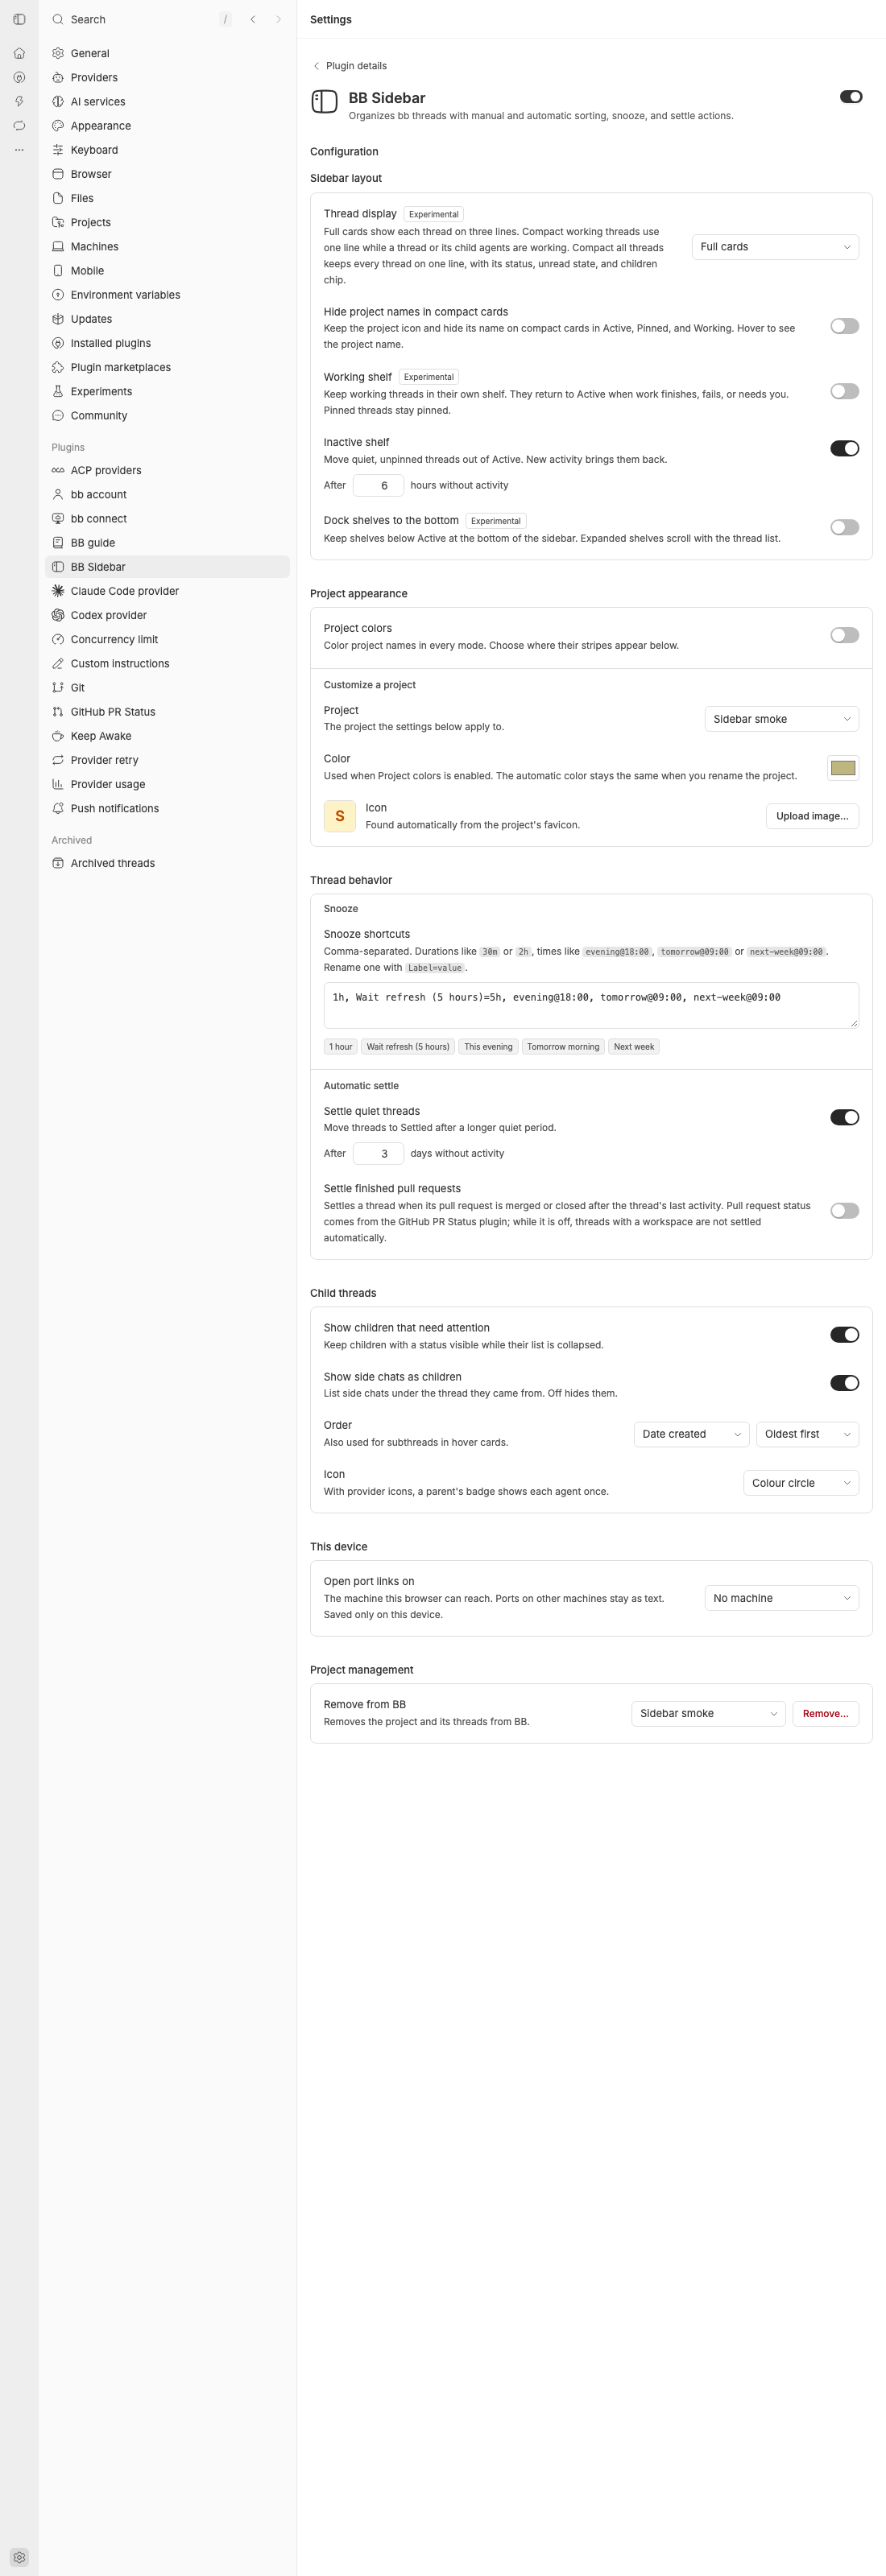 Search
/
General
Providers
AI services
Appearance
Keyboard
Browser
Files
Projects
Machines
Mobile
Environment variables
Updates
Installed plugins
Plugin marketplaces
Experiments
Community
Plugins
ACP providers
bb account
bb connect
BB guide
BB Sidebar
Claude Code provider
Codex provider
Concurrency limit
Custom instructions
Git
GitHub PR Status
Keep Awake
Provider retry
Provider usage
Push notifications
Archived
Archived threads
Settings
Plugin details
BB Sidebar
Organizes bb threads with manual and automatic sorting, snooze, and settle actions.
Configuration
Sidebar layout
Thread display Experimental
Full cards show each thread on three lines. Compact working threads use
one line while a thread or its child agents are working. Compact all threads
keeps every thread on one line, with its status, unread state, and children
chip.
Full cards
Hide project names in compact cards
Keep the project icon and hide its name on compact cards in Active, Pinned, and Working. Hover to see
the project name.
Working shelf Experimental
Keep working threads in their own shelf. They return to Active when work finishes, fails, or needs you.
Pinned threads stay pinned.
Inactive shelf
Move quiet, unpinned threads out of Active. New activity brings them back.
After 6 hours without activity
Dock shelves to the bottom Experimental
Keep shelves below Active at the bottom of the sidebar. Expanded shelves scroll with the thread list.
Project appearance
Project colors
Color project names in every mode. Choose where their stripes appear below.
Customize a project
Project
The project the settings below apply to.
Sidebar smoke
Color
Used when Project colors is enabled. The automatic color stays the same when you rename the project.
S
Icon
Found automatically from the project's favicon.
Upload image...
Thread behavior
Snooze
Snooze shortcuts
Comma-separated. Durations like 30m or 2h, times like evening@18:00, tomorrow@09:00 or next-week@09:00.
Rename one with Label=value.
1h, Wait refresh (5 hours)=5h, evening@18:00, tomorrow@09:00, next-week@09:00
1 hour Wait refresh (5 hours) This evening Tomorrow morning Next week
Automatic settle
Settle quiet threads
Move threads to Settled after a longer quiet period.
After 3 days without activity
Settle finished pull requests
Settles a thread when its pull request is merged or closed after the thread's last activity. Pull request status
comes from the GitHub PR Status plugin; while it is off, threads with a workspace are not settled
automatically.
Child threads
Show children that need attention
Keep children with a status visible while their list is collapsed.
Show side chats as children
List side chats under the thread they came from. Off hides them.
Order
Also used for subthreads in hover cards.
Date created Oldest first
Icon
With provider icons, a parent's badge shows each agent once.
Colour circle
This device
Open port links on
The machine this browser can reach. Ports on other machines stay as text.
Saved only on this device.
No machine
Project management
Remove from BB
Removes the project and its threads from BB.
Sidebar smoke Remove...